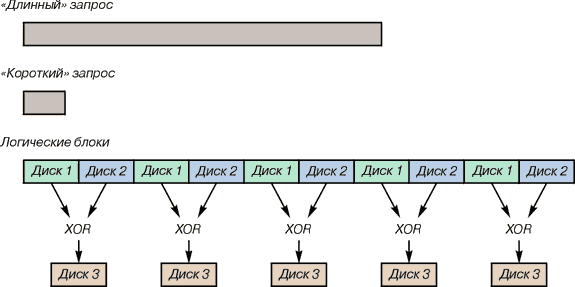 «Длинный» запрос
«Короткий» запрос
Логические блоки
Диск 1 Диск 2 Диск 1 Диск 2 Диск 1 Диск 2 Диск 1 Диск 2 Диск 1 Диск 2
XOR XOR XOR XOR XOR
Диск 3 Диск 3 Диск 3 Диск 3 Диск 3